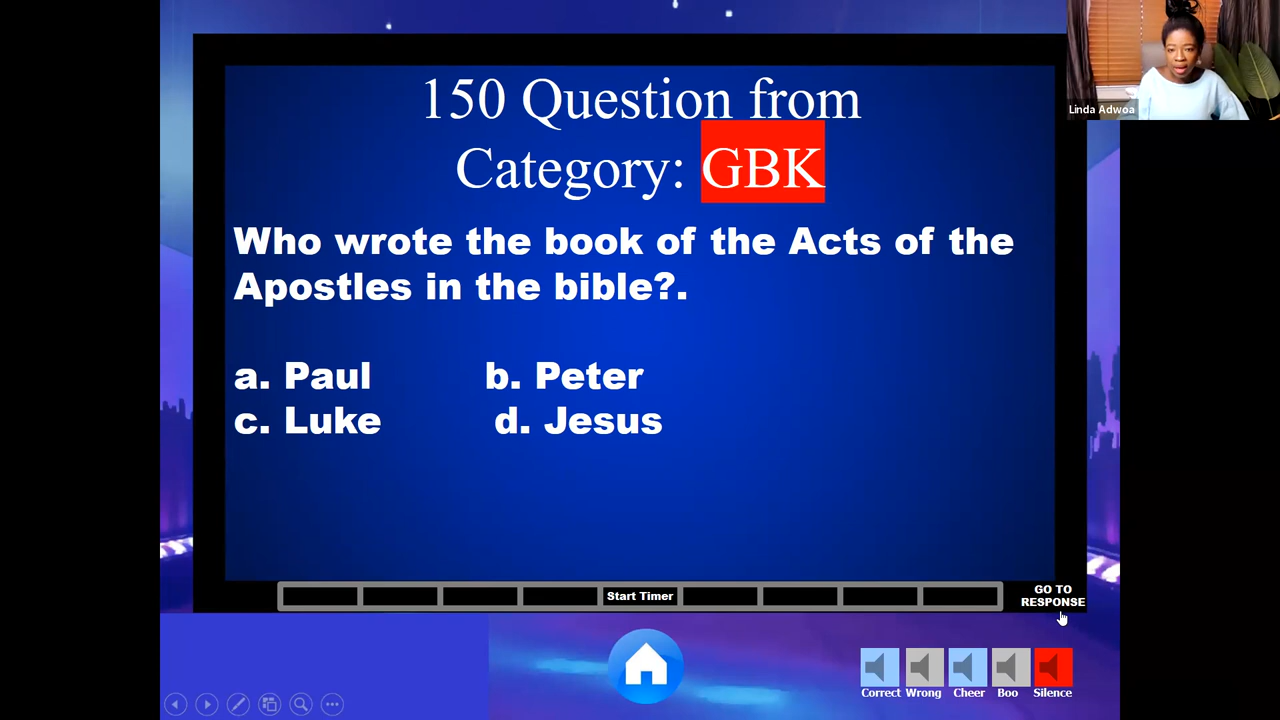 150 Question from
Category: GBK
Linda Adwoa
Who wrote the book of the Acts of the
Apostles in the bible?.
a. Paul b. Peter
c. Luke d. Jesus
Start Timer
GO TO
RESPONSE
Correct Wrong Cheer Boo Silence